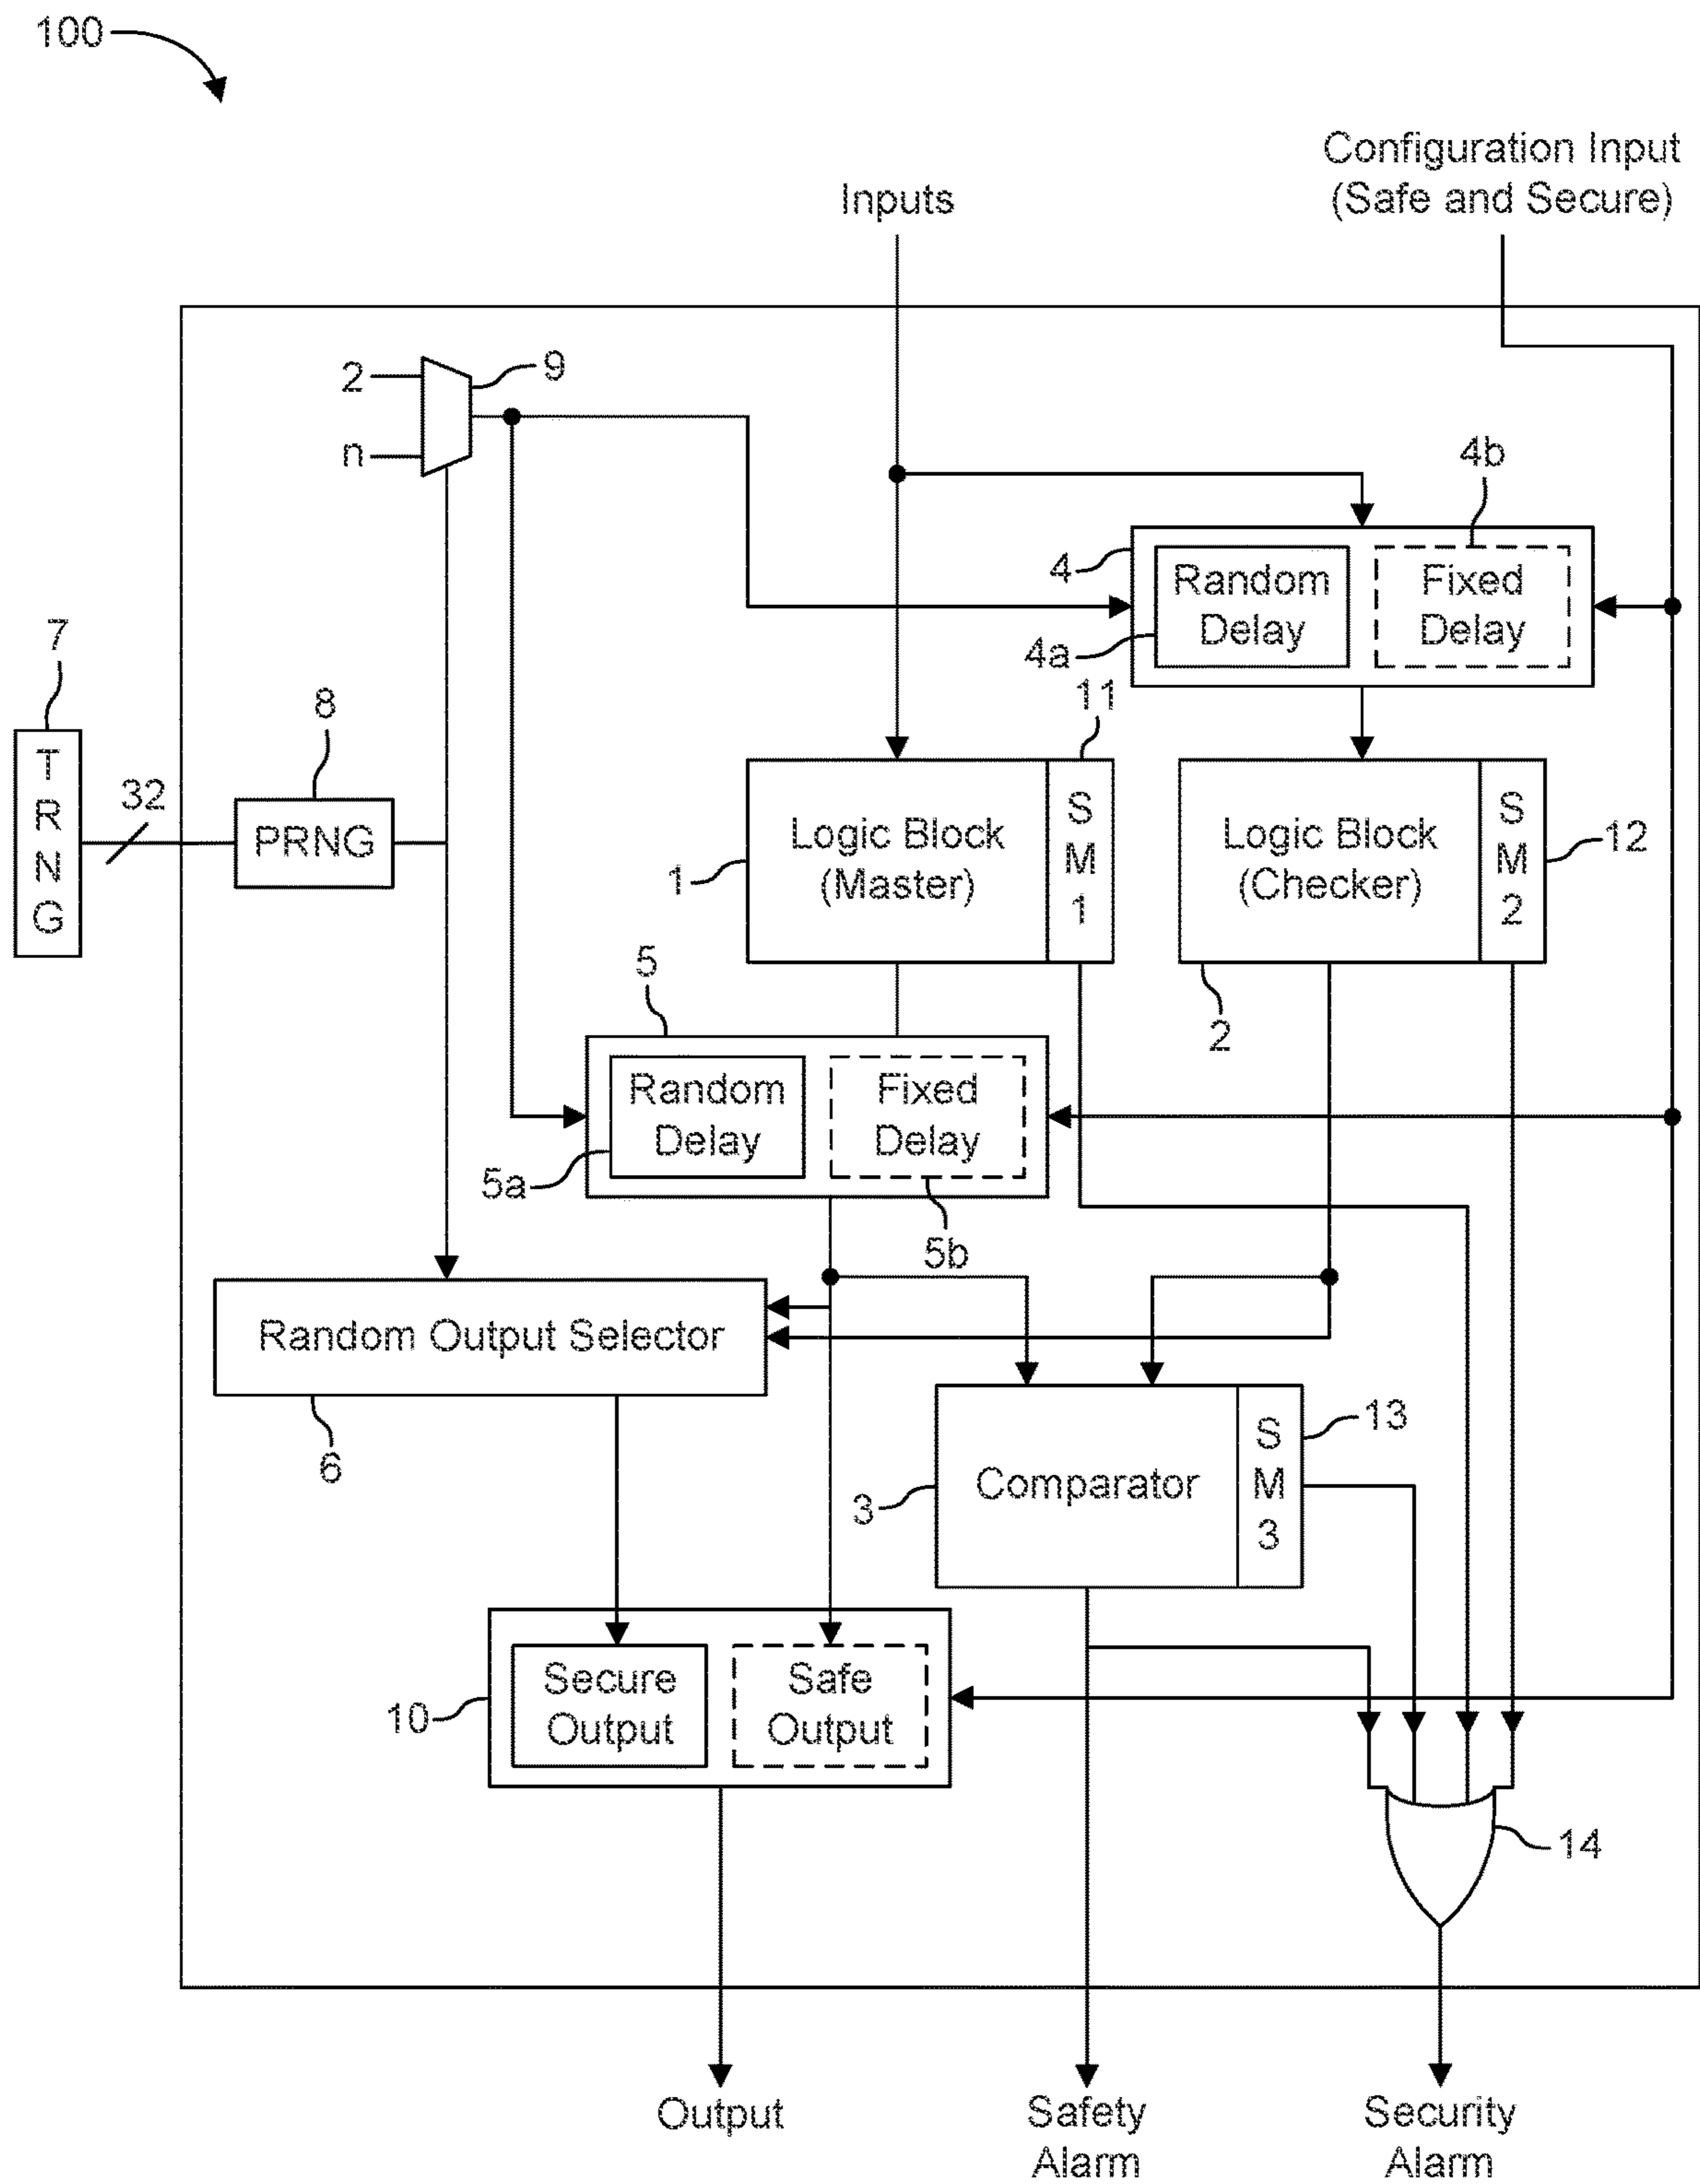 100
Configuration Input
(Safe and Secure)
Inputs
2
9
n
4b
4
Random
Delay
Fixed
Delay
4a
7
T
R
N
G
32
8
PRNG
11
Logic Block
(Master)
S
M
1
1
Logic Block
(Checker)
S
M
2
12
2
5
Random
Delay
Fixed
Delay
5a
5b
Random Output Selector
6
Comparator
S
M
3
13
3
Secure
Output
Safe
Output
10
14
Output
Safety
Alarm
Security
Alarm